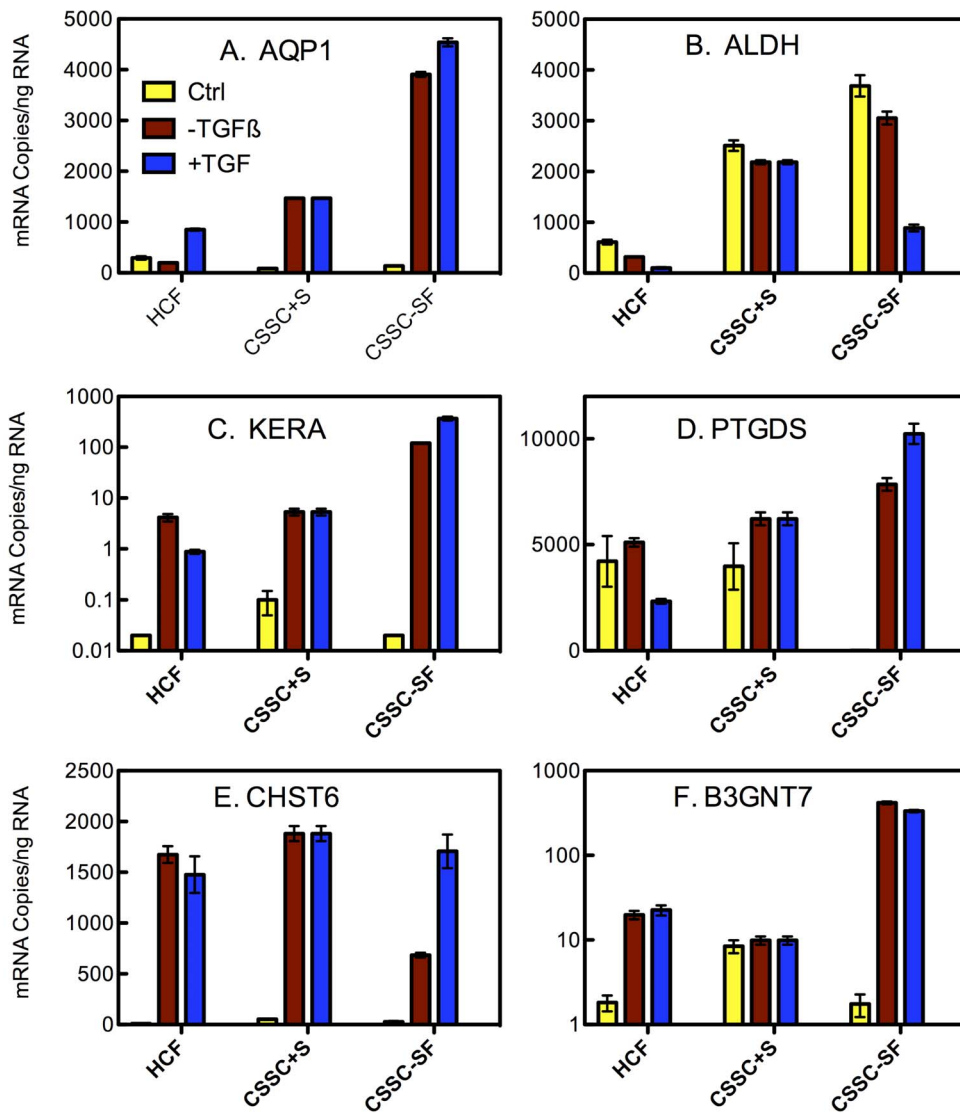 A. AQP1
Ctrl
-TGFß
+TGF
mRNA Copies/ng RNA
5000
4000
3000
2000
1000
0
HCF
CSSC+S
CSSC-SF
B. ALDH
5000
4000
3000
2000
1000
0
HCF
CSSC+S
CSSC-SF
C. KERA
mRNA Copies/ng RNA
1000
100
10
1
0.1
0.01
HCF
CSSC+S
CSSC-SF
D. PTGDS
10000
5000
0
HCF
CSSC+S
CSSC-SF
E. CHST6
mRNA Copies/ng RNA
2500
2000
1500
1000
500
0
HCF
CSSC+S
CSSC-SF
F. B3GNT7
1000
100
10
1
HCF
CSSC+S
CSSC-SF